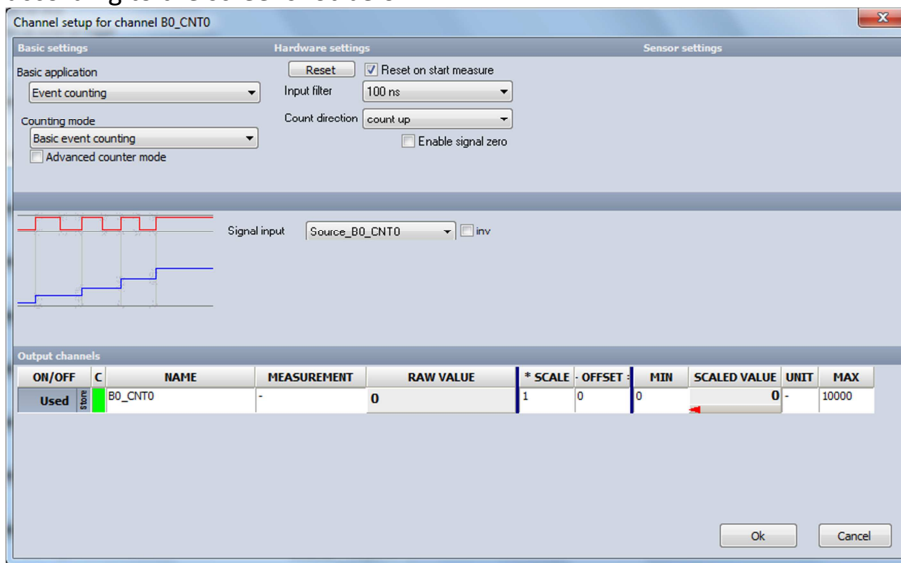 Channel setup for channel B0_CNT0
Basic settings
Hardware settings
Sensor settings
Basic application
Event counting
Counting mode
Basic event counting
Advanced counter mode
Reset
Reset on start measure
Input filter
100 ns
Count direction
count up
Enable signal zero
Signal input
Source_B0_CNT0
inv
Output channels
ON/OFF C NAME MEASUREMENT RAW VALUE * SCALE - OFFSET = MIN SCALED VALUE UNIT MAX
Used Store B0_CNT0 - 0 1 0 0 0 - 10000
Ok Cancel